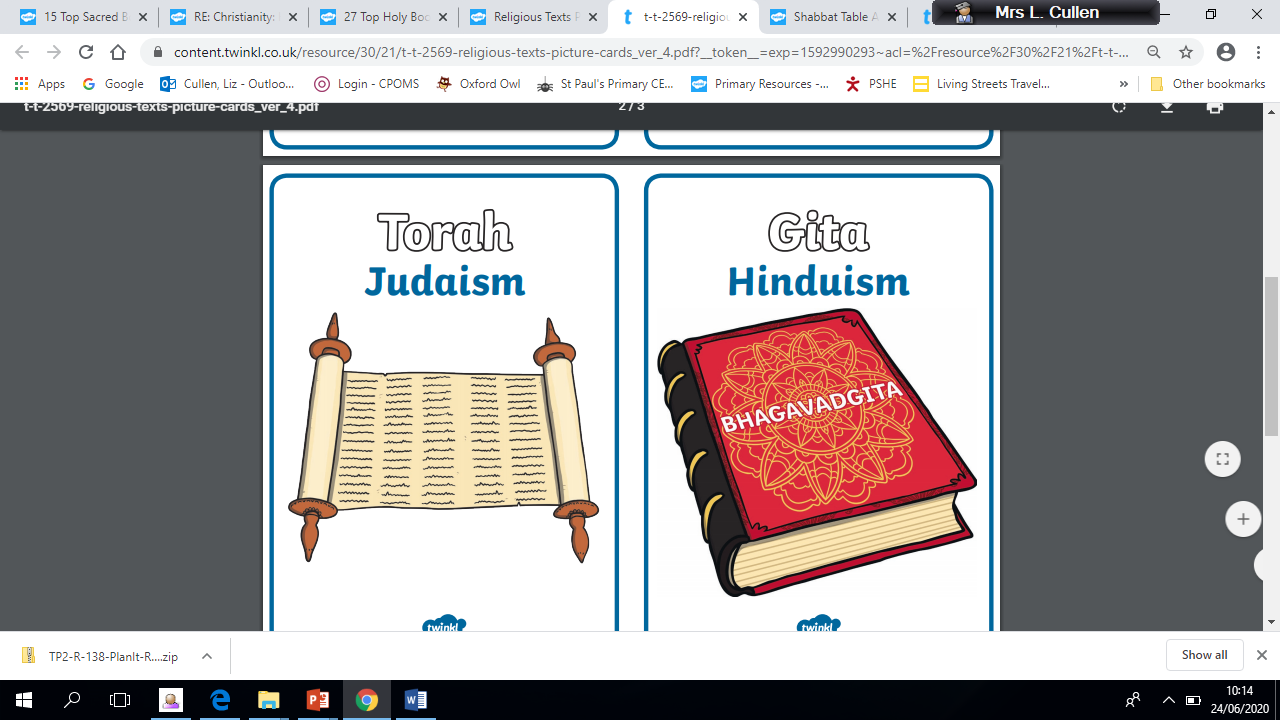 15 Top Sacred B
RE: Christianity:
27 Top Holy Boo
Religious Texts P
t-t-2569-religiou
Shabbat Table A
Mrs L. Cullen
content.twinkl.co.uk/resource/30/21/t-t-2569-religious-texts-picture-cards_ver_4.pdf?__token__=exp=1592990293~acl=%2Fresource%2F30%2F21%2Ft-t-...
Apps
Google
Cullen, Liz - Outloo...
Login - CPOMS
Oxford Owl
St Paul's Primary CE...
Primary Resources -...
PSHE
Living Streets Travel...
»
Other bookmarks
t-t-2569-religious-texts-picture-cards_ver_4.pdf
2 / 3
Torah
Judaism
Gita
Hinduism
BHAGAVADGITA
twinkl
twinkl
TP2-R-138-PlanIt-R....zip
Show all
10:14
24/06/2020